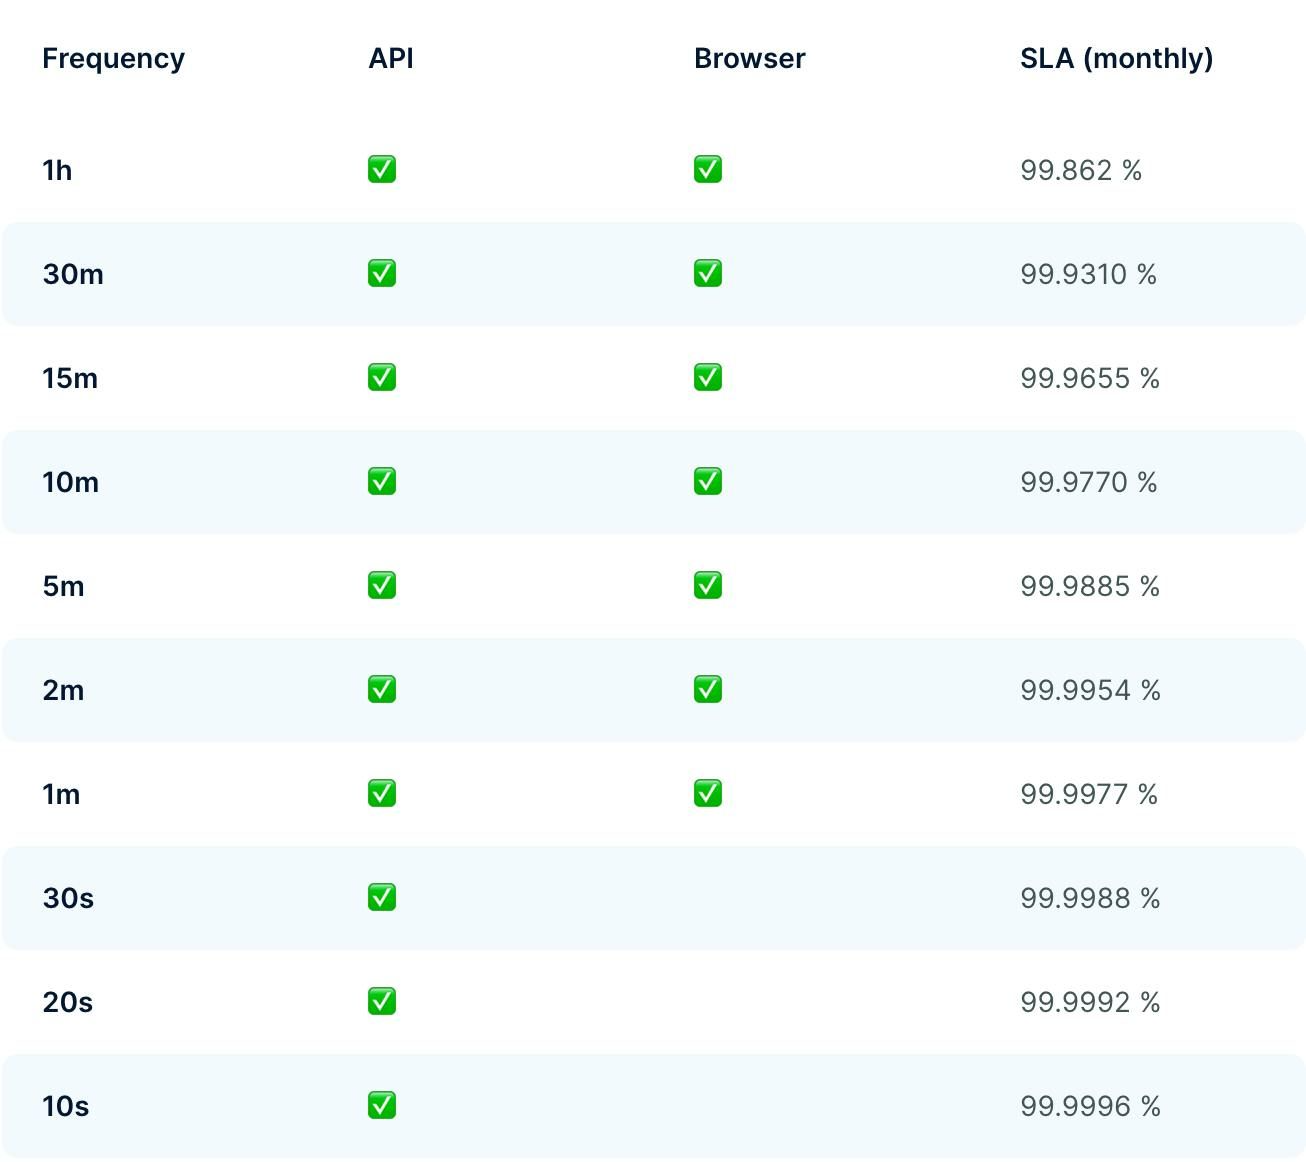 Frequency API Browser SLA (monthly)
1h ✅ ✅ 99.862 %
30m ✅ ✅ 99.9310 %
15m ✅ ✅ 99.9655 %
10m ✅ ✅ 99.9770 %
5m ✅ ✅ 99.9885 %
2m ✅ ✅ 99.9954 %
1m ✅ ✅ 99.9977 %
30s ✅ 99.9988 %
20s ✅ 99.9992 %
10s ✅ 99.9996 %